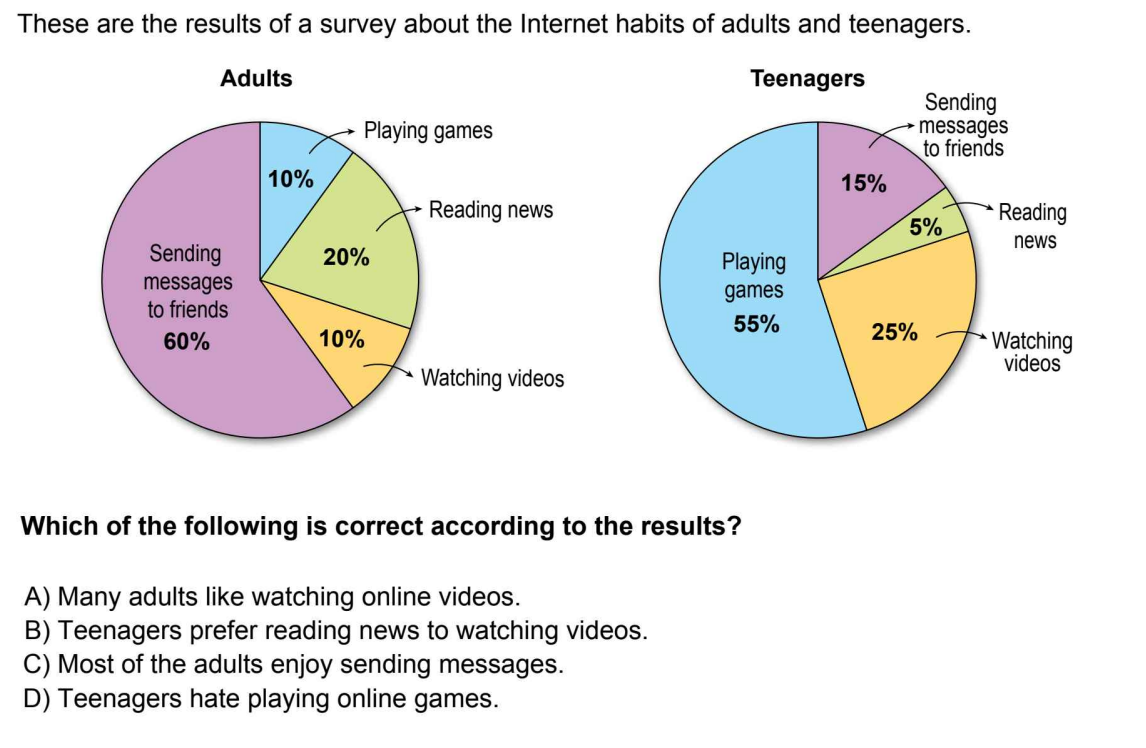 These are the results of a survey about the Internet habits of adults and teenagers.
Adults
Playing games
10%
Reading news
20%
Sending
messages
to friends
60%
10%
Watching videos
Teenagers
Sending
messages
to friends
15%
Reading
news
5%
Playing
games
55%
25%
Watching
videos
Which of the following is correct according to the results?
A) Many adults like watching online videos.
B) Teenagers prefer reading news to watching videos.
C) Most of the adults enjoy sending messages.
D) Teenagers hate playing online games.